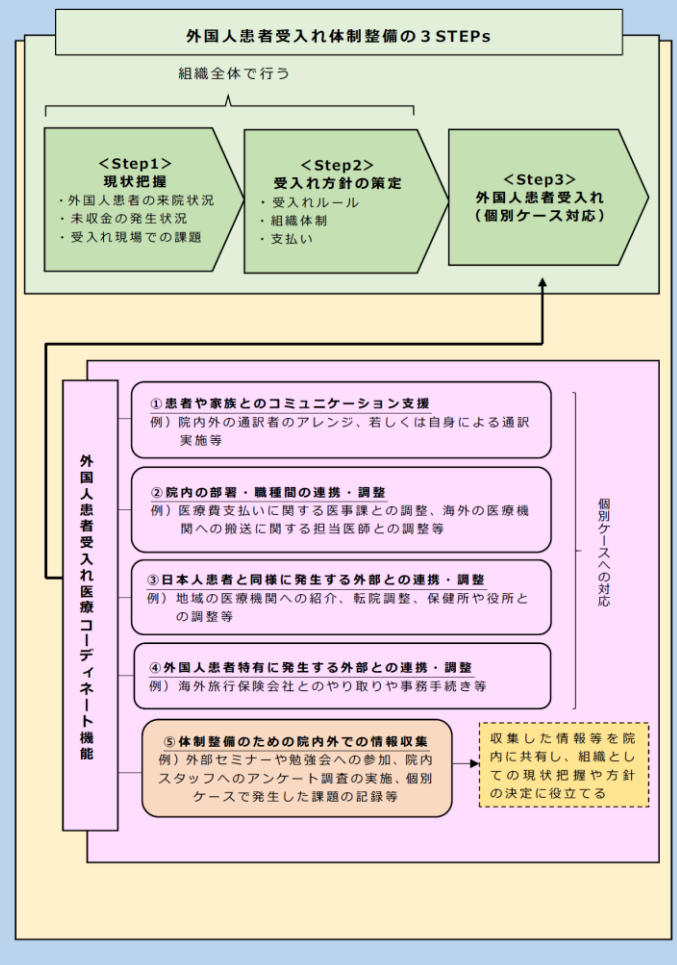 外国人患者受入れ体制整備の３STEPs
組織全体で行う
＜Step1＞
現状把握
・外国人患者の来院状況
・未収金の発生状況
・受入れ現場での課題
＜Step2＞
受入れ方針の策定
・受入れルール
・組織体制
・支払い
＜Step3＞
外国人患者受入れ
（個別ケース対応）
外国人患者受入れ医療コーディネート機能
①患者や家族とのコミュニケーション支援
例）院内外の通訳者のアレンジ、若しくは自身による通訳
実施等
②院内の部署・職種間の連携・調整
例）医療費支払いに関する医事課との調整、海外の医療機
関への搬送に関する担当医師との調整等
③日本人患者と同様に発生する外部との連携・調整
例）地域の医療機関への紹介、転院調整、保健所や役所と
の調整等
④外国人患者特有に発生する外部との連携・調整
例）海外旅行保険会社とのやり取りや事務手続き等
個別ケースへの対応
⑤体制整備のための院内外での情報収集
例）外部セミナーや勉強会への参加、院内
スタッフへのアンケート調査の実施、個別
ケースで発生した課題の記録等
収集した情報等を院
内に共有し、組織とし
ての現状把握や方針
の決定に役立てる